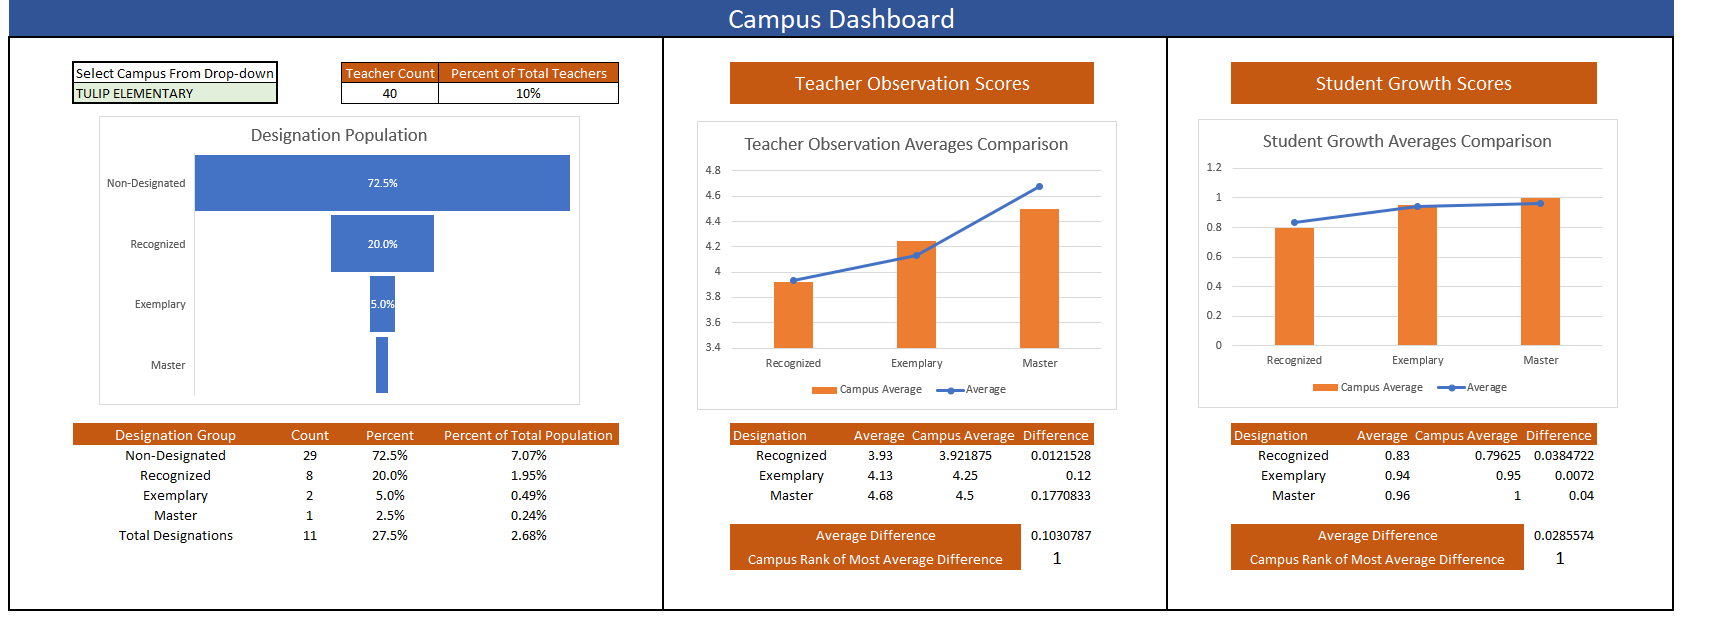 Campus Dashboard
Select Campus From Drop-down
TULIP ELEMENTARY
Teacher Count Percent of Total Teachers
40 10%
Designation Population
Non-Designated 72.5%
Recognized 20.0%
Exemplary 5.0%
Master
Designation Group Count Percent Percent of Total Population
Non-Designated 29 72.5% 7.07%
Recognized 8 20.0% 1.95%
Exemplary 2 5.0% 0.49%
Master 1 2.5% 0.24%
Total Designations 11 27.5% 2.68%
Teacher Observation Scores
Teacher Observation Averages Comparison
4.8
4.6
4.4
4.2
4
3.8
3.6
3.4
Recognized Exemplary Master
Campus Average Average
Designation Average Campus Average Difference
Recognized 3.93 3.921875 0.0121528
Exemplary 4.13 4.25 0.12
Master 4.68 4.5 0.1770833
Average Difference 0.1030787
Campus Rank of Most Average Difference 1
Student Growth Scores
Student Growth Averages Comparison
1.2
1
0.8
0.6
0.4
0.2
0
Recognized Exemplary Master
Campus Average Average
Designation Average Campus Average Difference
Recognized 0.83 0.79625 0.0384722
Exemplary 0.94 0.95 0.0072
Master 0.96 1 0.04
Average Difference 0.0285574
Campus Rank of Most Average Difference 1